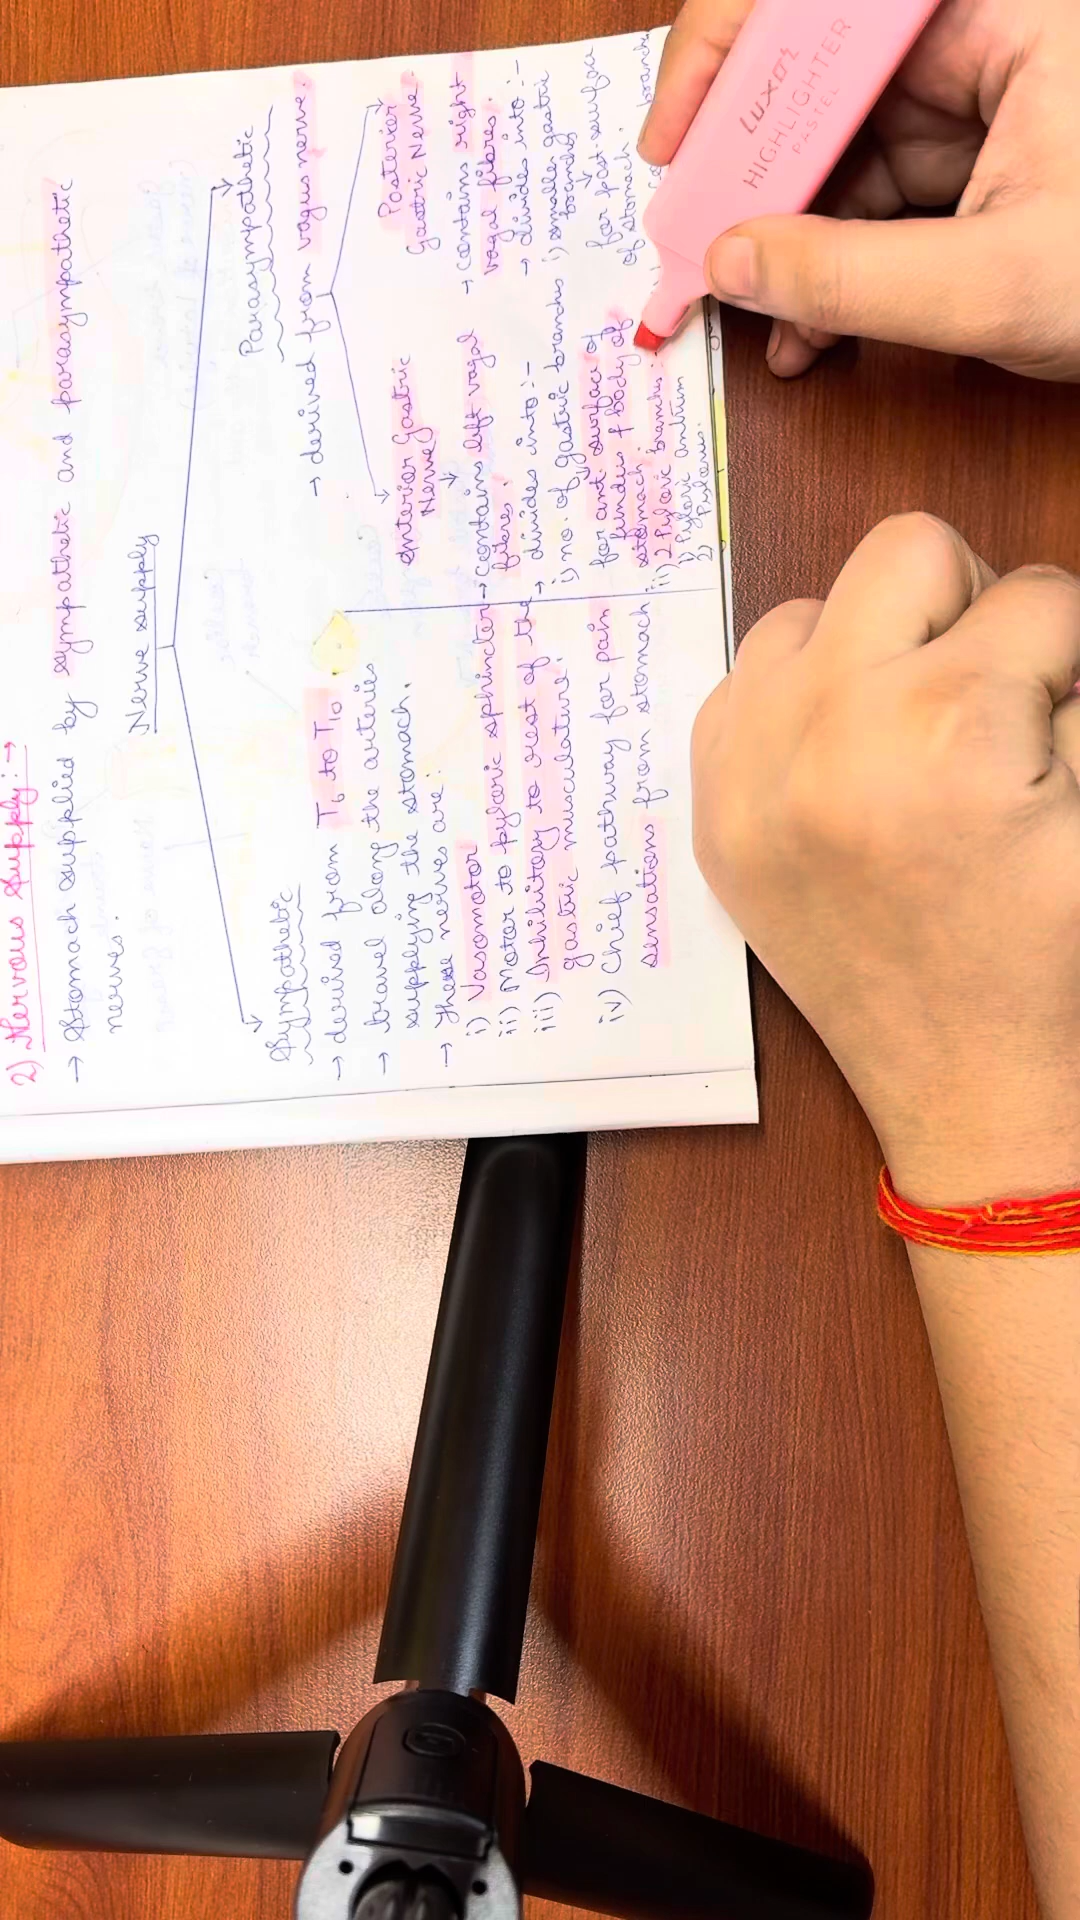 2) Nervous Supply : →
→ Stomach supplied by sympathetic and parasympathetic
nerves.
Nerve supply
Sympathetic
→ derived from T6 to T10
→ travel along the arteries
supplying the stomach.
→ These nerves are :
i) Vasomotor
ii) Motor to pyloric sphincter
iii) Inhibitory to rest of the
gastric musculature.
iv) Chief pathway for pain
sensations from stomach.
Parasympathetic
→ derived from vagus nerve.
Anterior Gastric
Nerve
→ contains left vagal
fibres.
→ divides into :-
i) no. of gastric branches
for ant. surface of
fundus & body of
stomach.
ii) 2 Pyloric branches :
1) Pyloric antrum
2) Pylorus.
Posterior
Gastric Nerve.
→ contains right
vagal fibres.
→ divides into :-
i) smaller gastric
for post. surface
of stomach.
branches
Luxor
HIGHLIGHTER
PASTEL